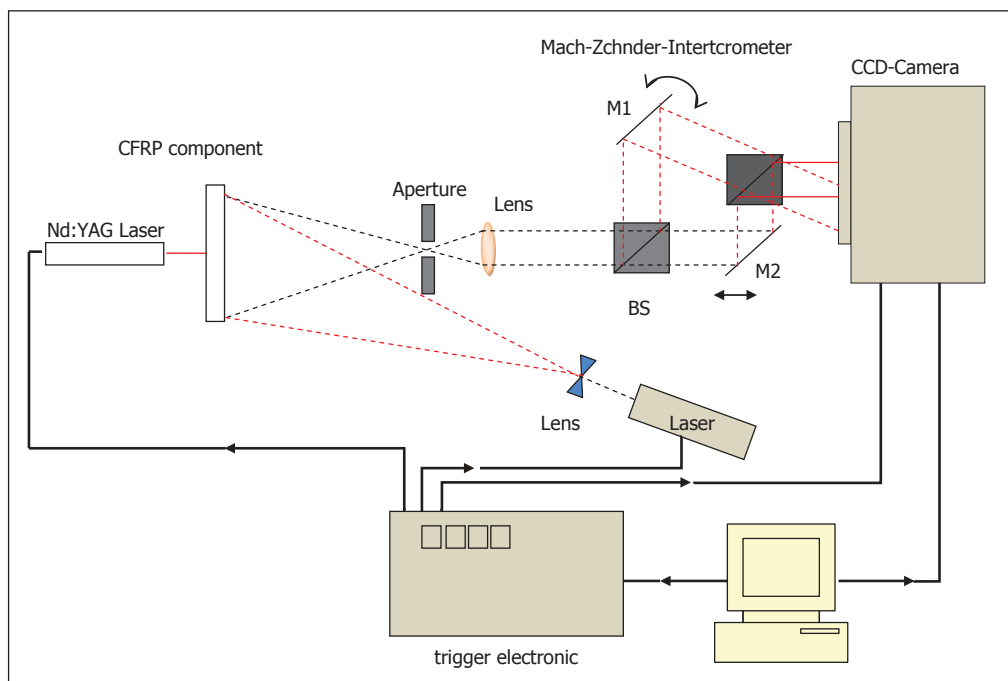 Mach-Zchnder-Intertcrometer
CCD-Camera
M1
CFRP component
Aperture
Lens
Nd:YAG Laser
M2
BS
Lens
Laser
trigger electronic